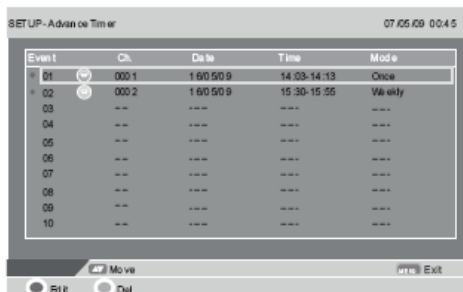 SETUP-Advance Timer 07/05/09 00:45
Event Ch. Date Time Mode
01 0001 16/05/09 14:03-14:13 Once
02 0002 16/05/09 15:30-15:55 Weekly
03 -- --- ---- ---
04 -- --- ---- ---
05 -- --- ---- ---
06 -- --- ---- ---
07 -- --- ---- ---
08 -- --- ---- ---
09 -- --- ---- ---
10 -- --- ---- ---
Move Exit
Edit Del